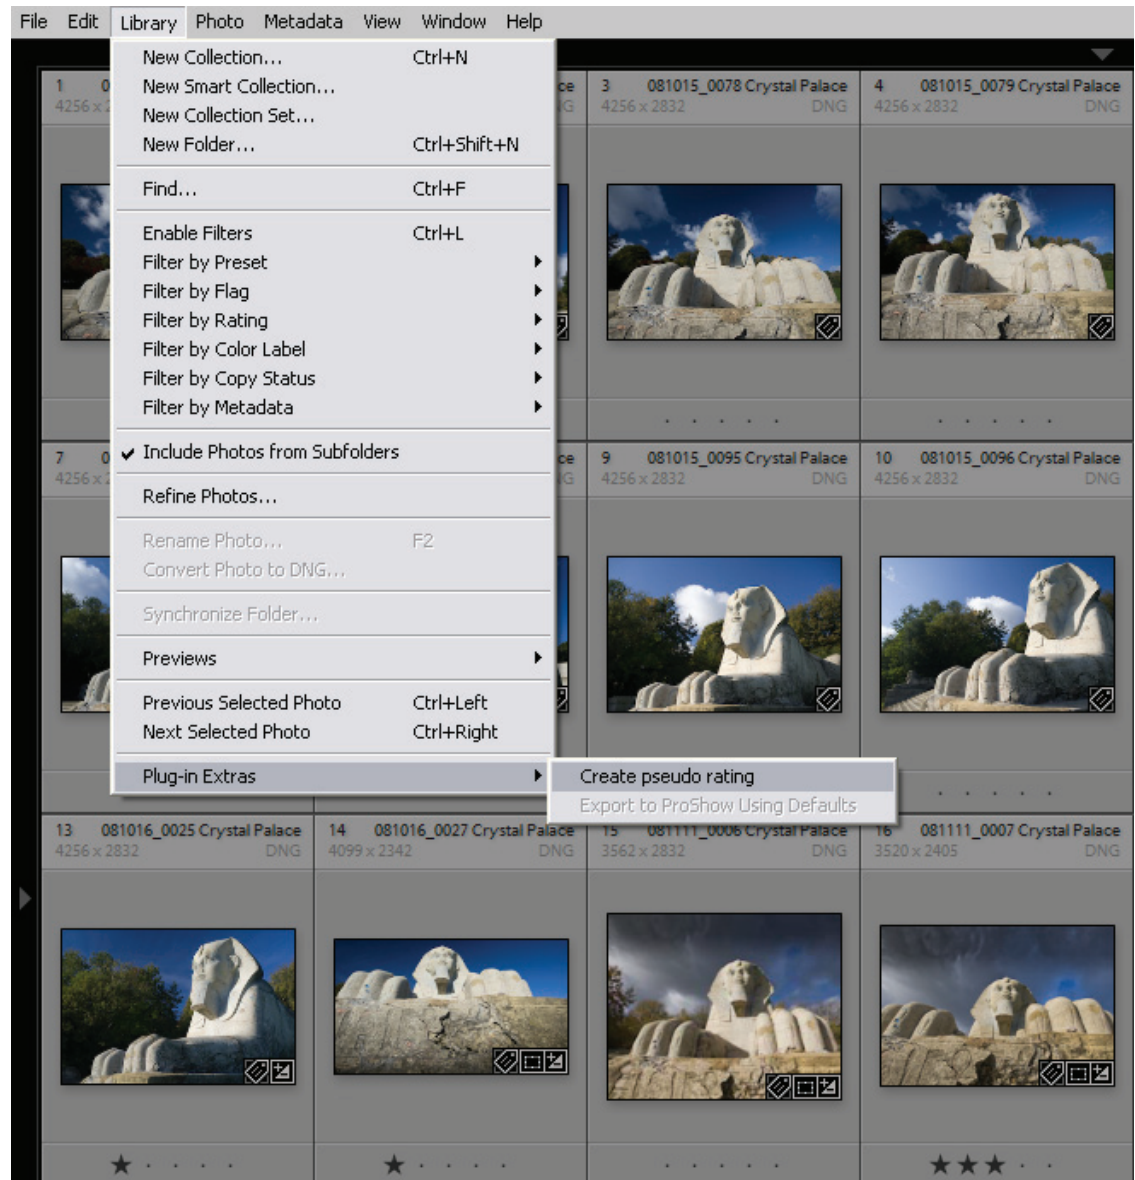 File Edit Library Photo Metadata View Window Help
New Collection... Ctrl+N
New Smart Collection...
New Collection Set...
New Folder... Ctrl+Shift+N
Find... Ctrl+F
Enable Filters Ctrl+L
Filter by Preset
Filter by Flag
Filter by Rating
Filter by Color Label
Filter by Copy Status
Filter by Metadata
Include Photos from Subfolders
Refine Photos...
Rename Photo... F2
Convert Photo to DNG...
Synchronize Folder...
Previews
Previous Selected Photo Ctrl+Left
Next Selected Photo Ctrl+Right
Plug-in Extras
Create pseudo rating
Export to ProShow Using Defaults
1
3 081015_0078 Crystal Palace
4256 x 2832 DNG
4 081015_0079 Crystal Palace
4256 x 2832 DNG
7
9 081015_0095 Crystal Palace
4256 x 2832 DNG
10 081015_0096 Crystal Palace
4256 x 2832 DNG
13 081016_0025 Crystal Palace
4256 x 2832 DNG
14 081016_0027 Crystal Palace
4099 x 2342 DNG
15 081111_0006 Crystal Palace
3562 x 2832 DNG
16 081111_0007 Crystal Palace
3520 x 2405 DNG